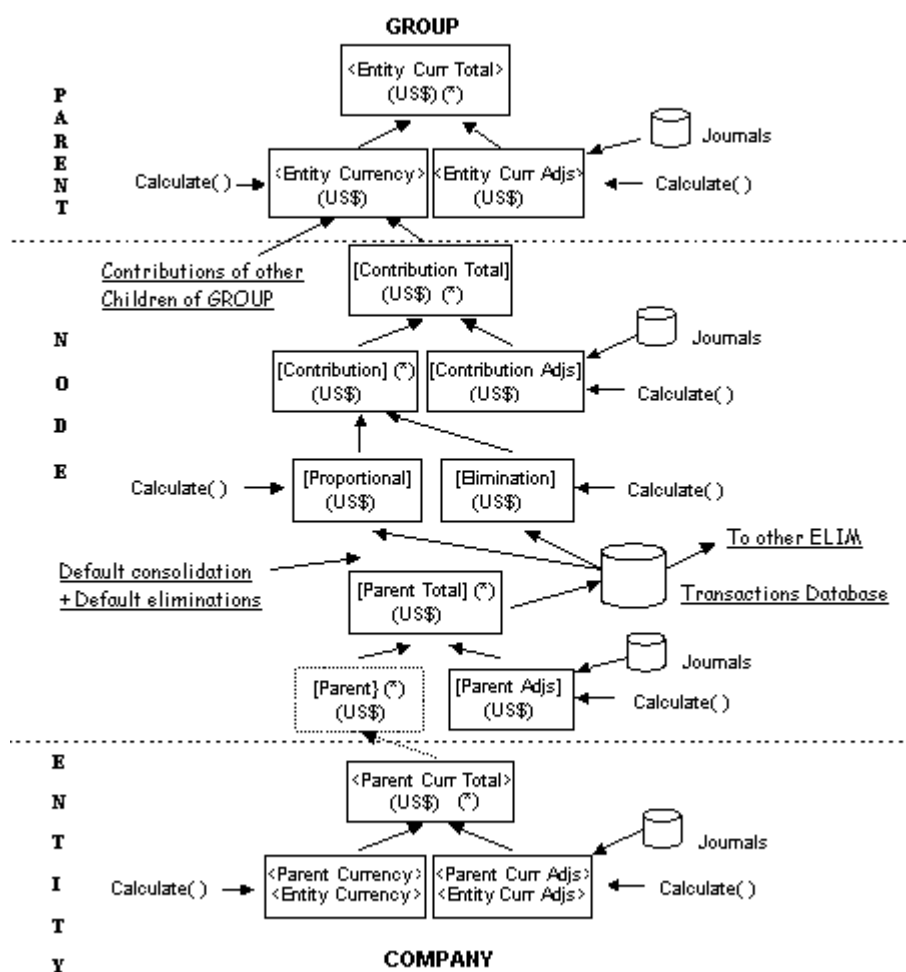 GROUP
<Entity Curr Total>
(US$) (*)
P
A
R
E
N
T
Journals
Calculate()
<Entity Currency>
(US$)
<Entity Curr Adjs>
(US$)
Calculate()
Contributions of other
Children of GROUP
[Contribution Total]
(US$) (*)
N
O
D
E
Journals
[Contribution] (*)
(US$)
[Contribution Adjs]
(US$)
Calculate()
Calculate()
[Proportional]
(US$)
[Elimination]
(US$)
Calculate()
To other ELIM
Default consolidation
+ Default eliminations
[Parent Total] (*)
(US$)
Transactions Database
Journals
[Parent} (*)
(US$)
[Parent Adjs]
(US$)
Calculate()
E
N
T
I
T
Y
<Parent Curr Total>
(US$) (*)
Journals
Calculate()
<Parent Currency>
<Entity Currency>
<Parent Curr Adjs>
<Entity Curr Adjs>
Calculate()
COMPANY